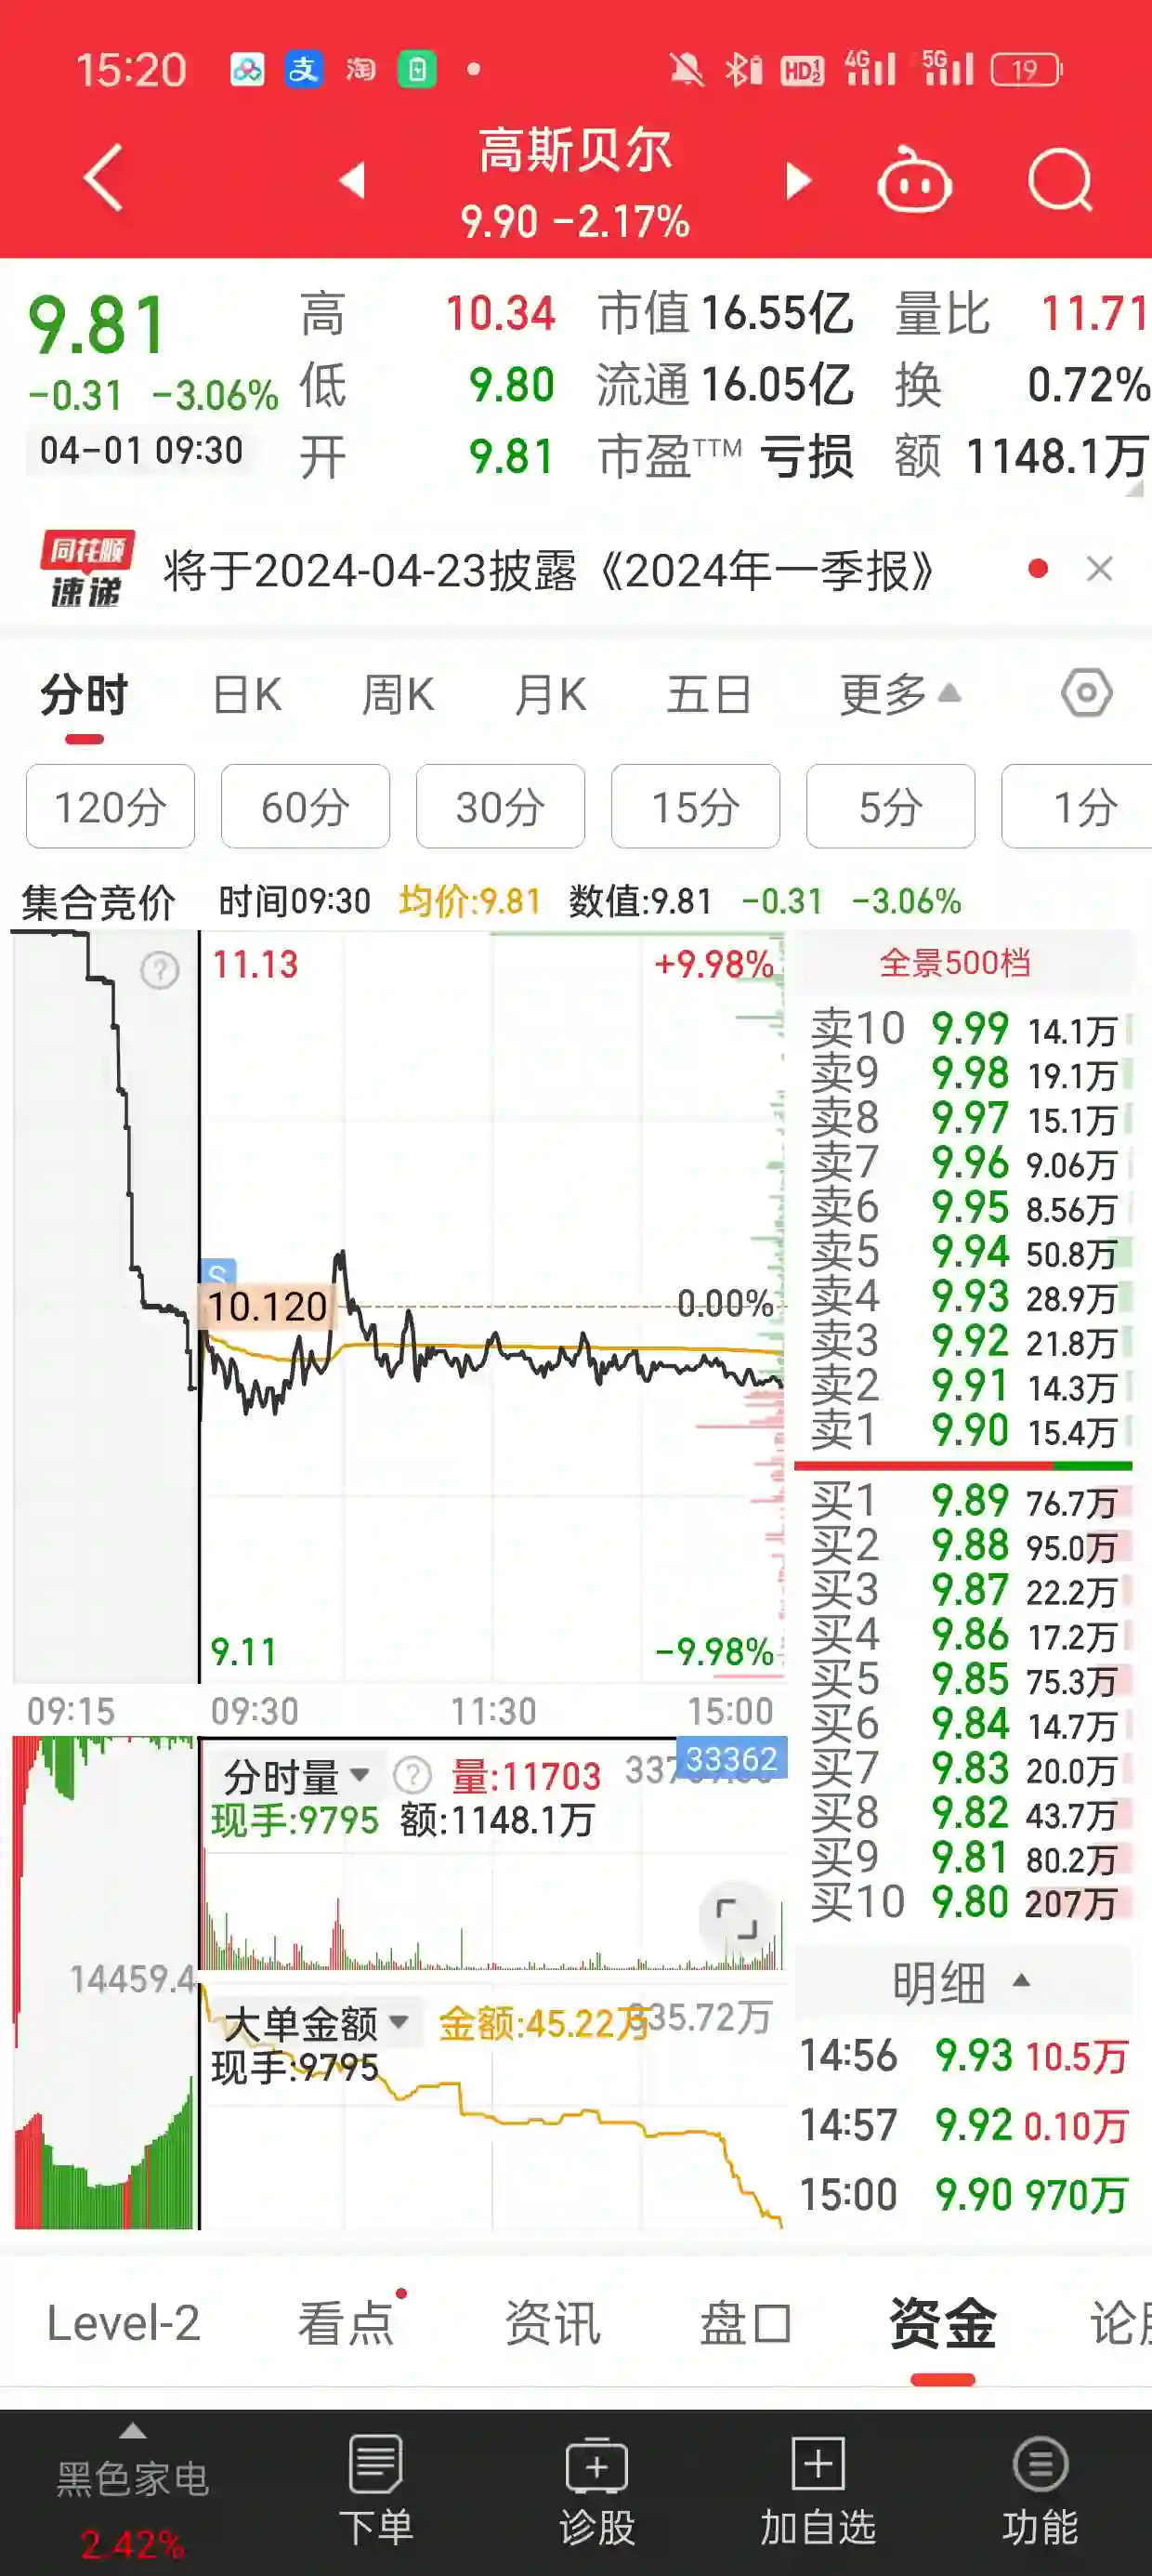 15:20 支 淘 HD 1 2 4G 5G 19
高斯贝尔
9.90 -2.17%
9.81 高 10.34 市值 16.55亿 量比 11.71
-0.31 -3.06% 低 9.80 流通 16.05亿 换 0.72%
04-01 09:30 开 9.81 市盈TTM 亏损 额 1148.1万
同花顺
速递 将于2024-04-23披露《2024年一季报》
分时 日K 周K 月K 五日 更多
120分 60分 30分 15分 5分 1分
集合竞价 时间09:30 均价:9.81 数值:9.81 -0.31 -3.06%
? 11.13 +9.98% 全景500档
卖10 9.99 14.1万
卖9 9.98 19.1万
卖8 9.97 15.1万
卖7 9.96 9.06万
卖6 9.95 8.56万
卖5 9.94 50.8万
S
10.120 0.00% 卖4 9.93 28.9万
卖3 9.92 21.8万
卖2 9.91 14.3万
卖1 9.90 15.4万
买1 9.89 76.7万
买2 9.88 95.0万
买3 9.87 22.2万
买4 9.86 17.2万
9.11 -9.98%
买5 9.85 75.3万
09:15 09:30 11:30 15:00
买6 9.84 14.7万
分时量 ? 量:11703 33362
买7 9.83 20.0万
现手:9795 额:1148.1万
买8 9.82 43.7万
买9 9.81 80.2万
买10 9.80 207万
14459.4
明细
大单金额 金额:45.22万 335.72万
现手:9795
14:56 9.93 10.5万
14:57 9.92 0.10万
15:00 9.90 970万
Level-2 看点 资讯 盘口 资金
黑色家电
2.42% 下单 诊股 加自选 功能